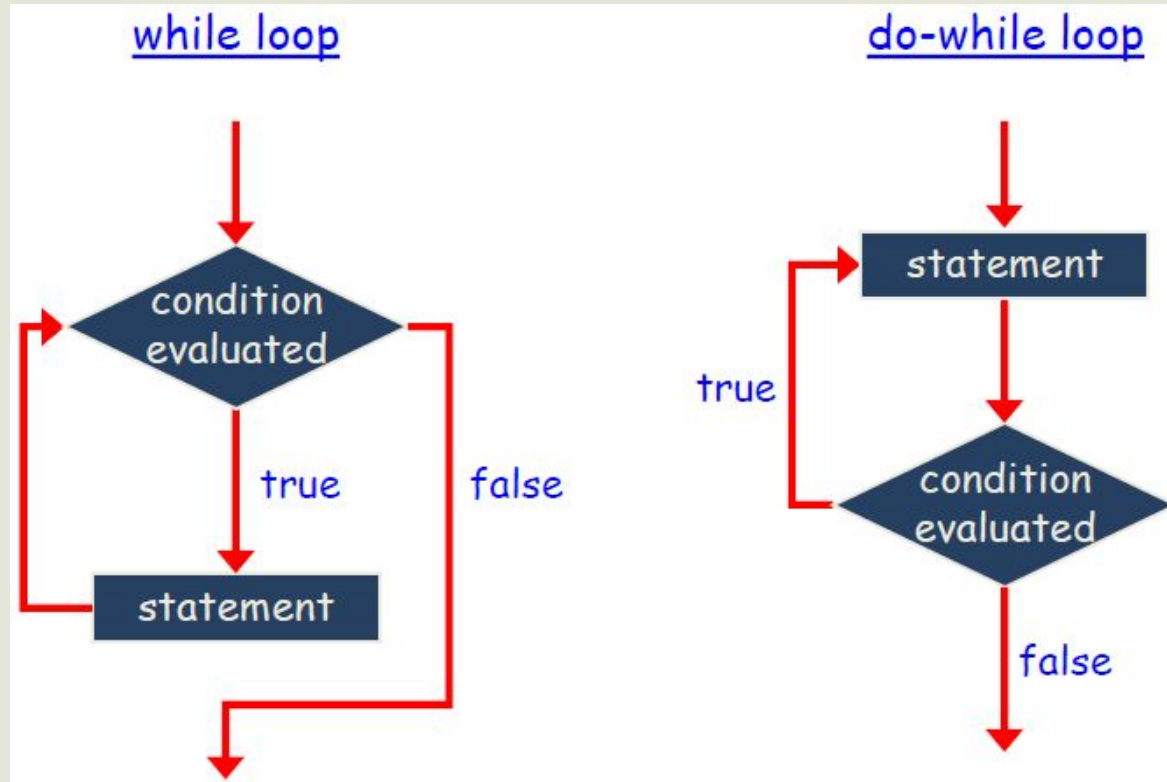 while loop
condition
evaluated
true
false
statement
do-while loop
statement
true
condition
evaluated
false